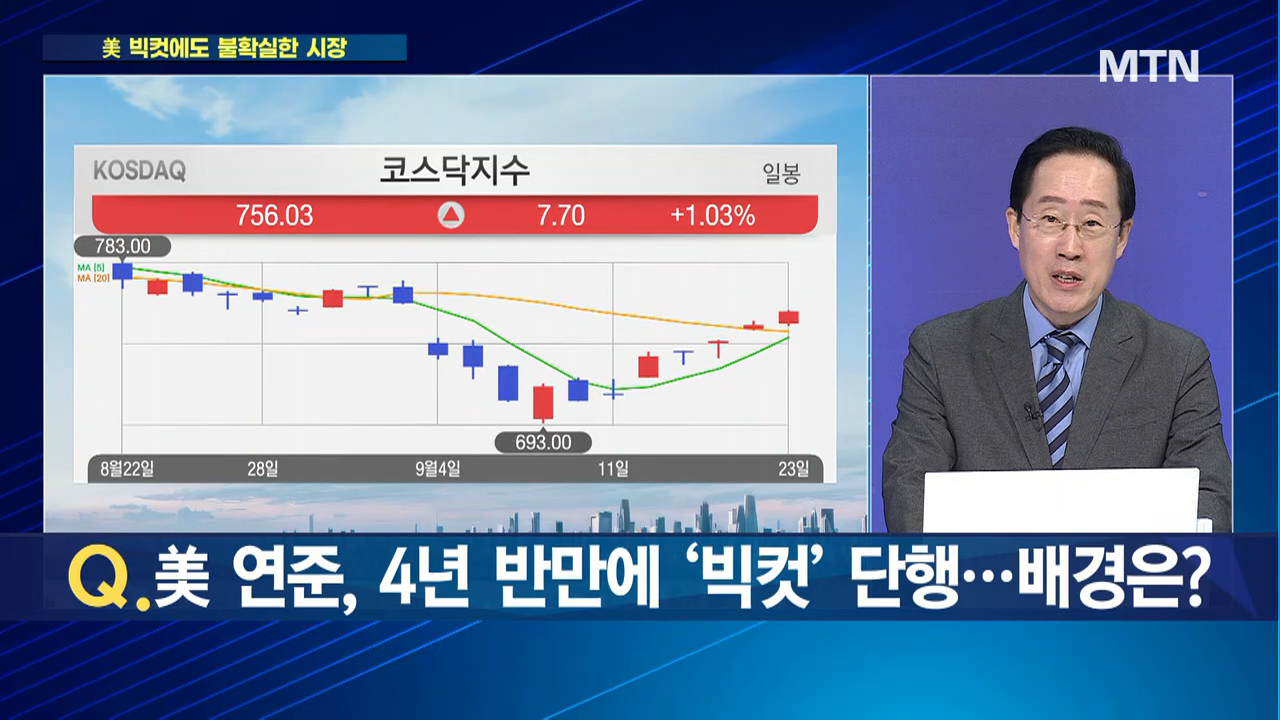 美 빅컷에도 불확실한 시장
MTN
KOSDAQ 코스닥지수 일봉
756.03 ▲ 7.70 +1.03%
783.00
MA [5]
MA [20]
693.00
8월22일 28일 9월4일 11일 23일
Q.美 연준, 4년 반만에 ‘빅컷’ 단행…배경은?